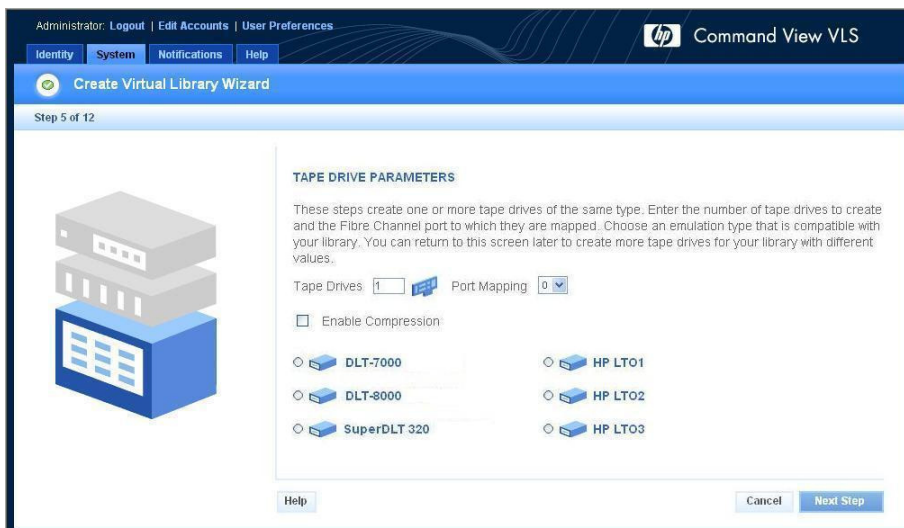 Administrator: Logout | Edit Accounts | User Preferences
hp Command View VLS
Identity System Notifications Help
Create Virtual Library Wizard
Step 5 of 12
TAPE DRIVE PARAMETERS
These steps create one or more tape drives of the same type. Enter the number of tape drives to create
and the Fibre Channel port to which they are mapped. Choose an emulation type that is compatible with
your library. You can return to this screen later to create more tape drives for your library with different
values.
Tape Drives 1 Port Mapping 0
Enable Compression
DLT-7000 HP LTO1
DLT-8000 HP LTO2
SuperDLT 320 HP LTO3
Help Cancel Next Step